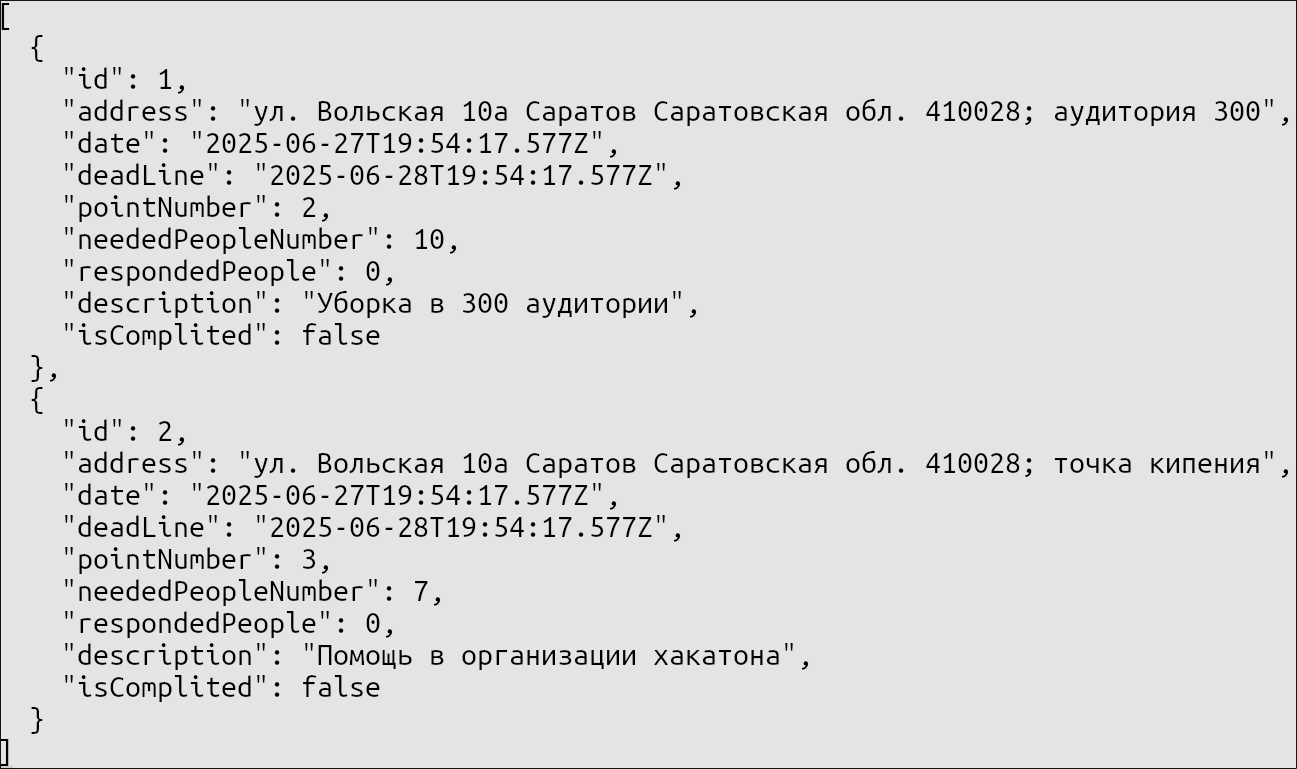 [
  {
    "id": 1,
    "address": "ул. Вольская 10а Саратов Саратовская обл. 410028; аудитория 300",
    "date": "2025-06-27T19:54:17.577Z",
    "deadLine": "2025-06-28T19:54:17.577Z",
    "pointNumber": 2,
    "neededPeopleNumber": 10,
    "respondedPeople": 0,
    "description": "Уборка в 300 аудитории",
    "isComplited": false
  },
  {
    "id": 2,
    "address": "ул. Вольская 10а Саратов Саратовская обл. 410028; точка кипения",
    "date": "2025-06-27T19:54:17.577Z",
    "deadLine": "2025-06-28T19:54:17.577Z",
    "pointNumber": 3,
    "neededPeopleNumber": 7,
    "respondedPeople": 0,
    "description": "Помощь в организации хакатона",
    "isComplited": false
  }
]